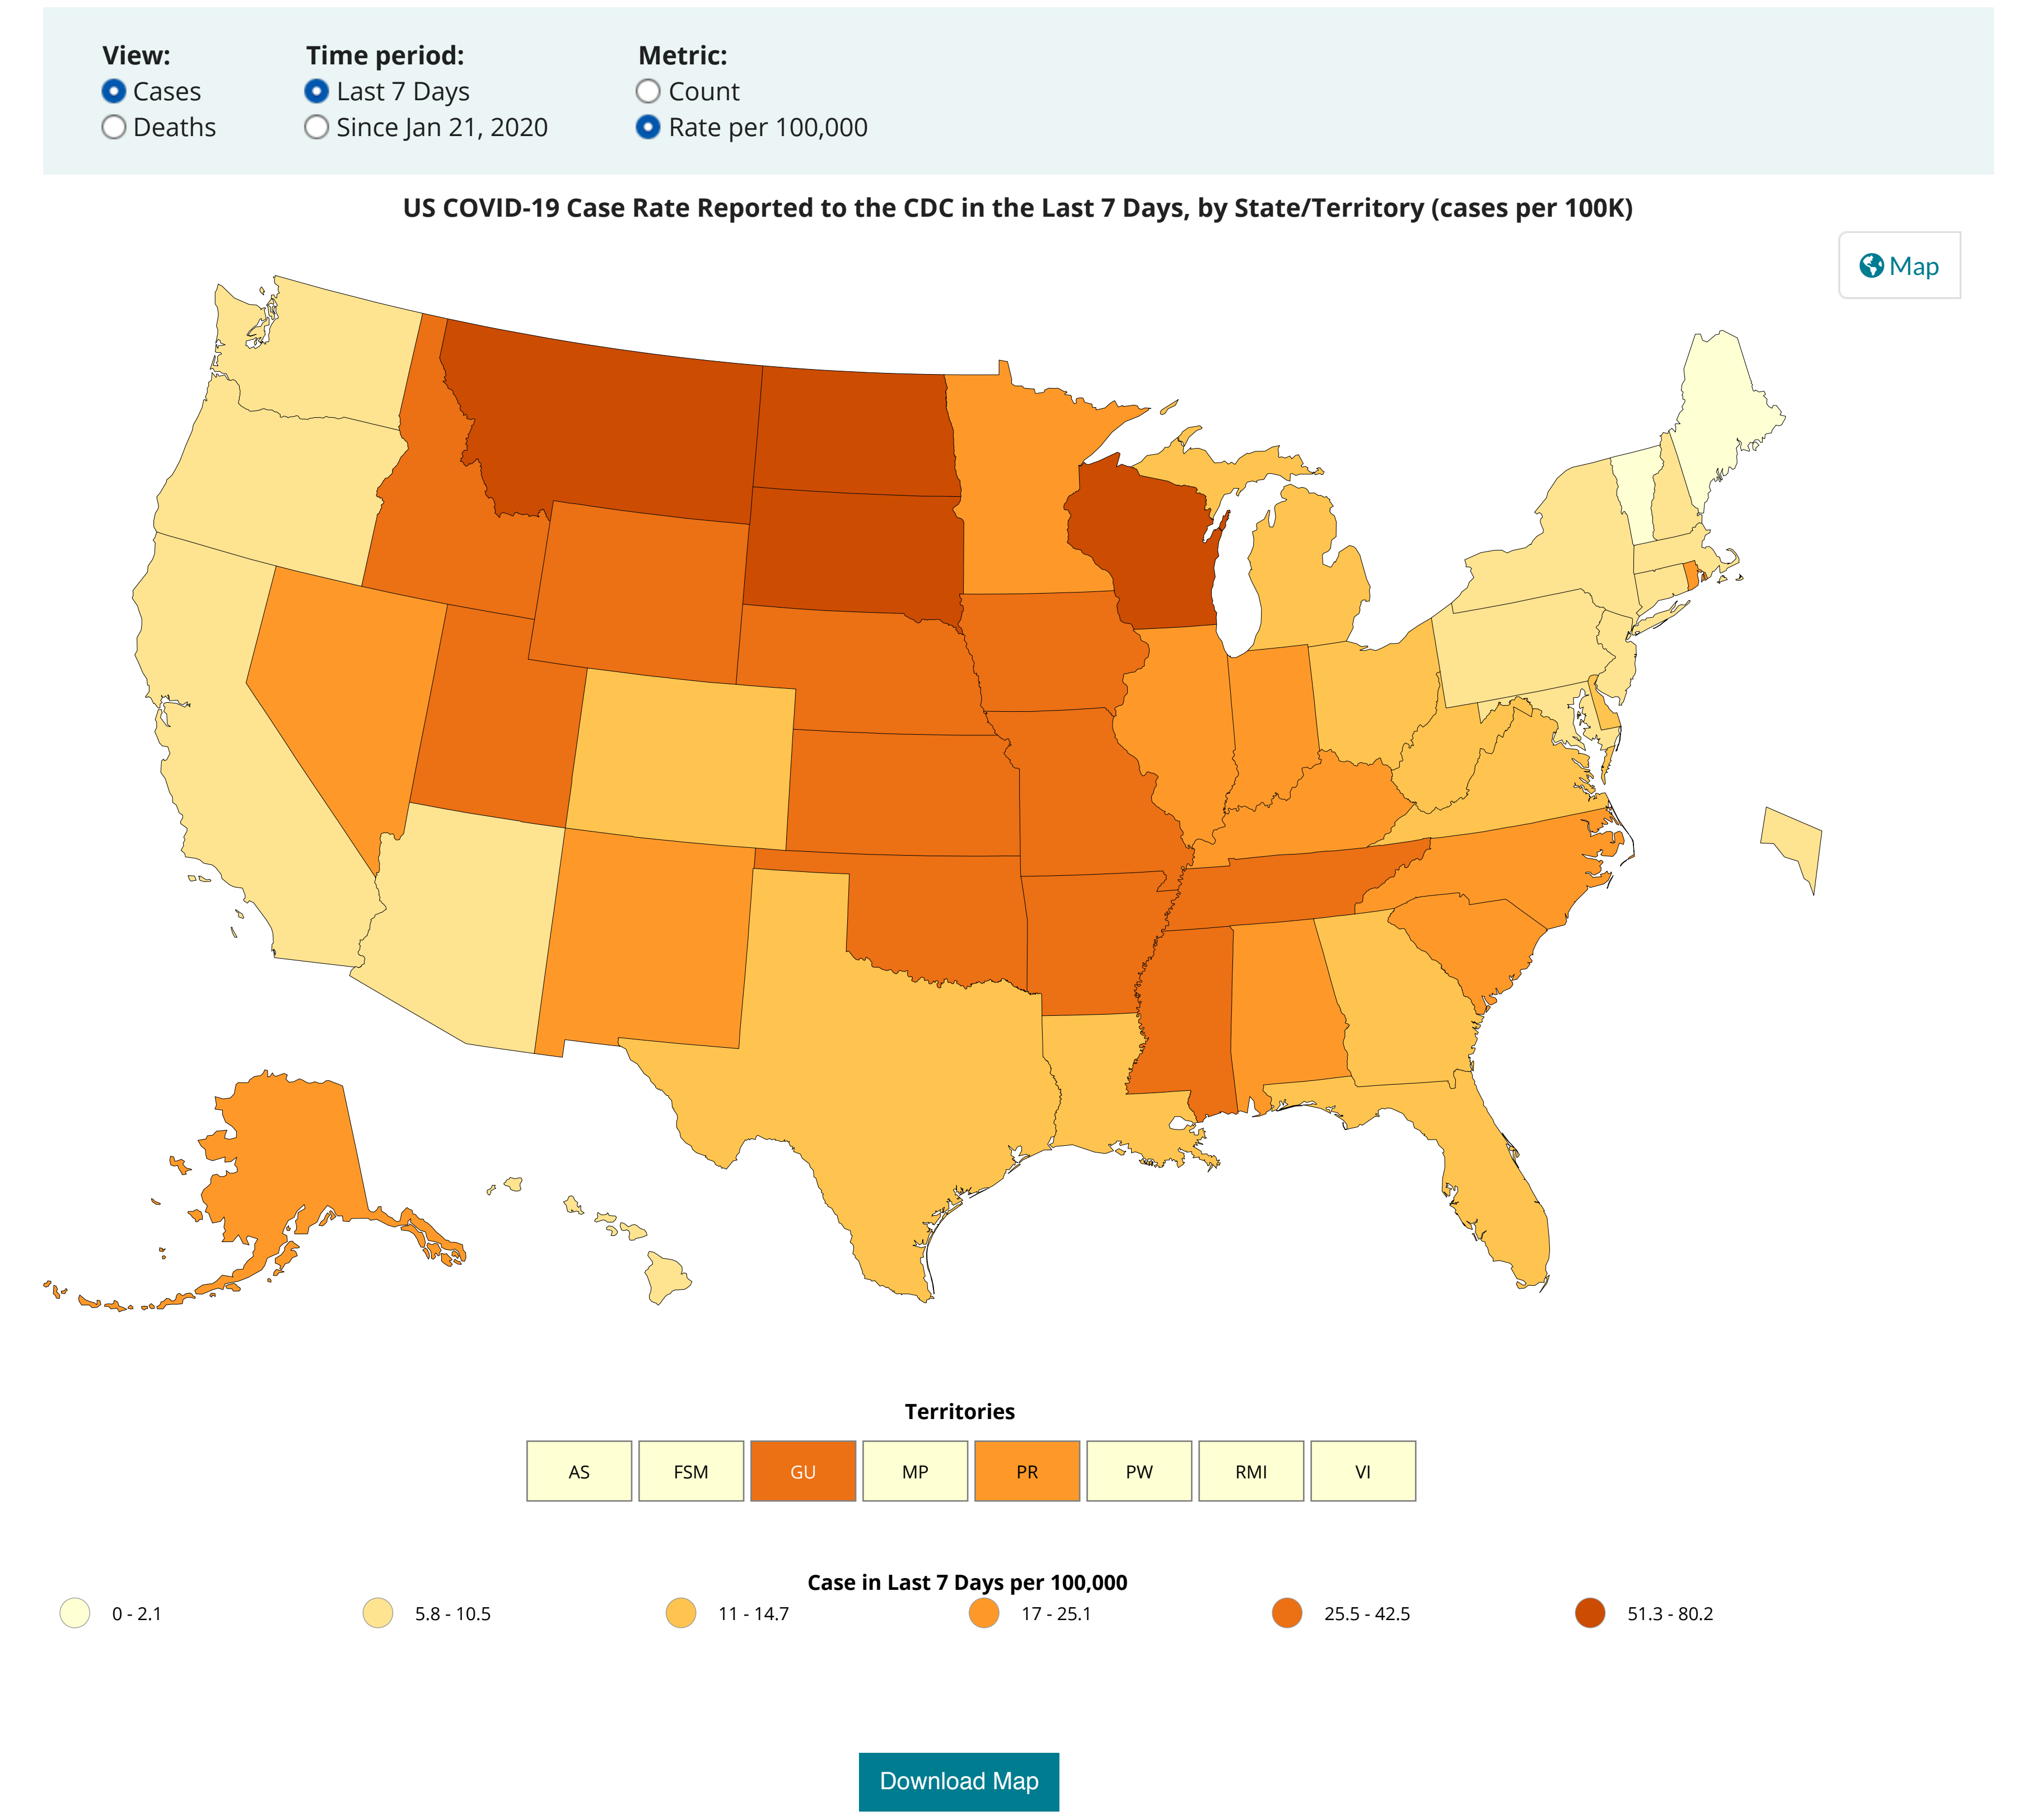 View: Time period: Metric:
Cases Last 7 Days Count
Deaths Since Jan 21, 2020 Rate per 100,000
US COVID-19 Case Rate Reported to the CDC in the Last 7 Days, by State/Territory (cases per 100K)
Map
Territories
AS FSM GU MP PR PW RMI VI
Case in Last 7 Days per 100,000
0 - 2.1 5.8 - 10.5 11 - 14.7 17 - 25.1 25.5 - 42.5 51.3 - 80.2
Download Map